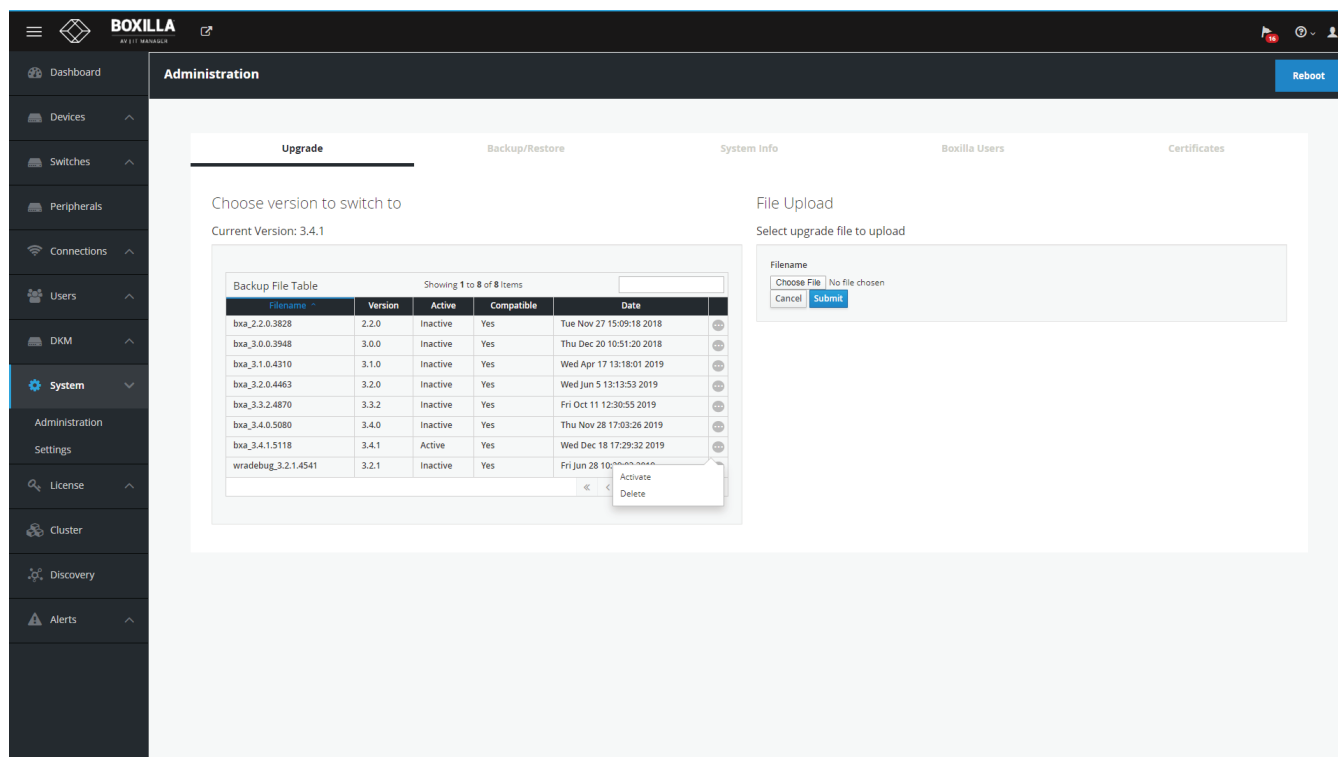 BOXILLA
AV | IT MANAGER
16
Dashboard
Devices
Switches
Peripherals
Connections
Users
DKM
System
Administration
Settings
License
Cluster
Discovery
Alerts
Administration
Reboot
Upgrade Backup/Restore System Info Boxilla Users Certificates
Choose version to switch to
Current Version: 3.4.1
Backup File Table Showing 1 to 8 of 8 Items
Filename Version Active Compatible Date
bxa_2.2.0.3828 2.2.0 Inactive Yes Tue Nov 27 15:09:18 2018
bxa_3.0.0.3948 3.0.0 Inactive Yes Thu Dec 20 10:51:20 2018
bxa_3.1.0.4310 3.1.0 Inactive Yes Wed Apr 17 13:18:01 2019
bxa_3.2.0.4463 3.2.0 Inactive Yes Wed Jun 5 13:13:53 2019
bxa_3.3.2.4870 3.3.2 Inactive Yes Fri Oct 11 12:30:55 2019
bxa_3.4.0.5080 3.4.0 Inactive Yes Thu Nov 28 17:03:26 2019
bxa_3.4.1.5118 3.4.1 Active Yes Wed Dec 18 17:29:32 2019
wradebug_3.2.1.4541 3.2.1 Inactive Yes Fri Jun 28
Activate
Delete
File Upload
Select upgrade file to upload
Filename
Choose File No file chosen
Cancel Submit